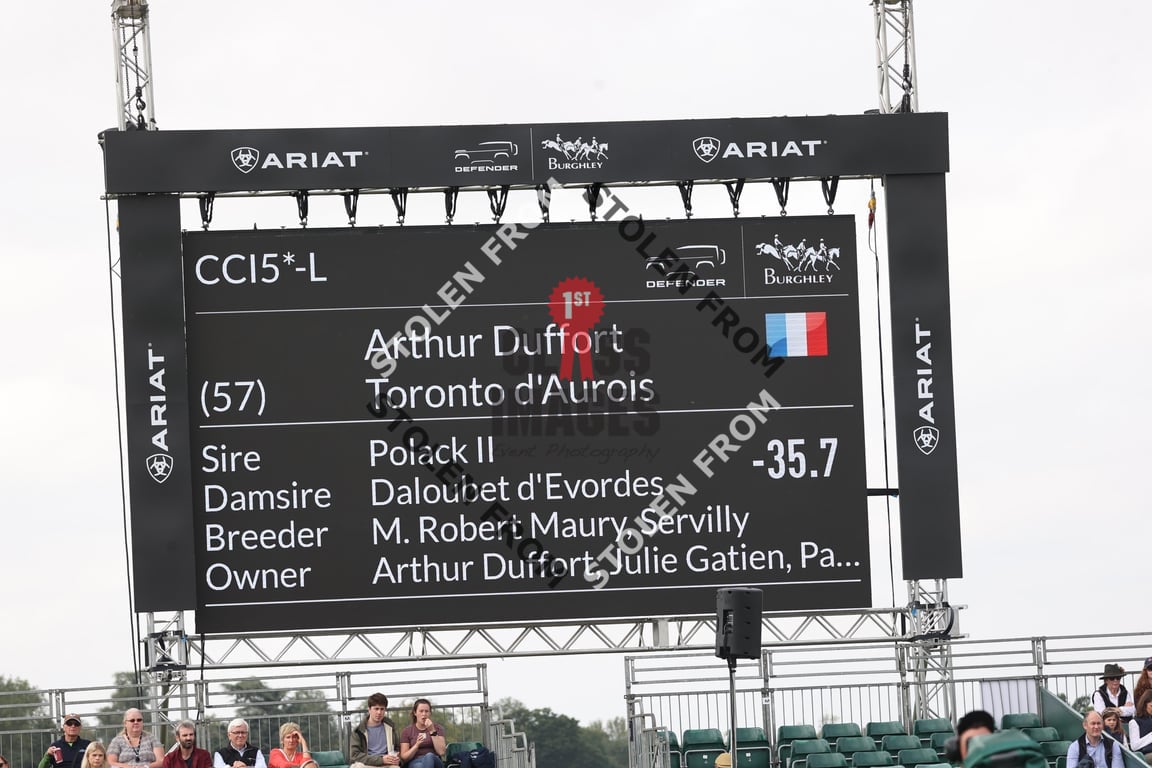 ARIAT DEFENDER BURGHLEY ARIAT
CCI5*-L DEFENDER BURGHLEY
Arthur Duffort
(57) Toronto d'Aurois
Sire Polack II -35.7
Damsire Daloubet d'Evordes
Breeder M. Robert Maury, Servilly
Owner Arthur Duffort, Julie Gatien, Pa...
ARIAT
ARIAT
STOLEN FROM
STOLEN FROM
STOLEN FROM
STOLEN FROM
1ST
CLASS
IMAGES
Event Photography